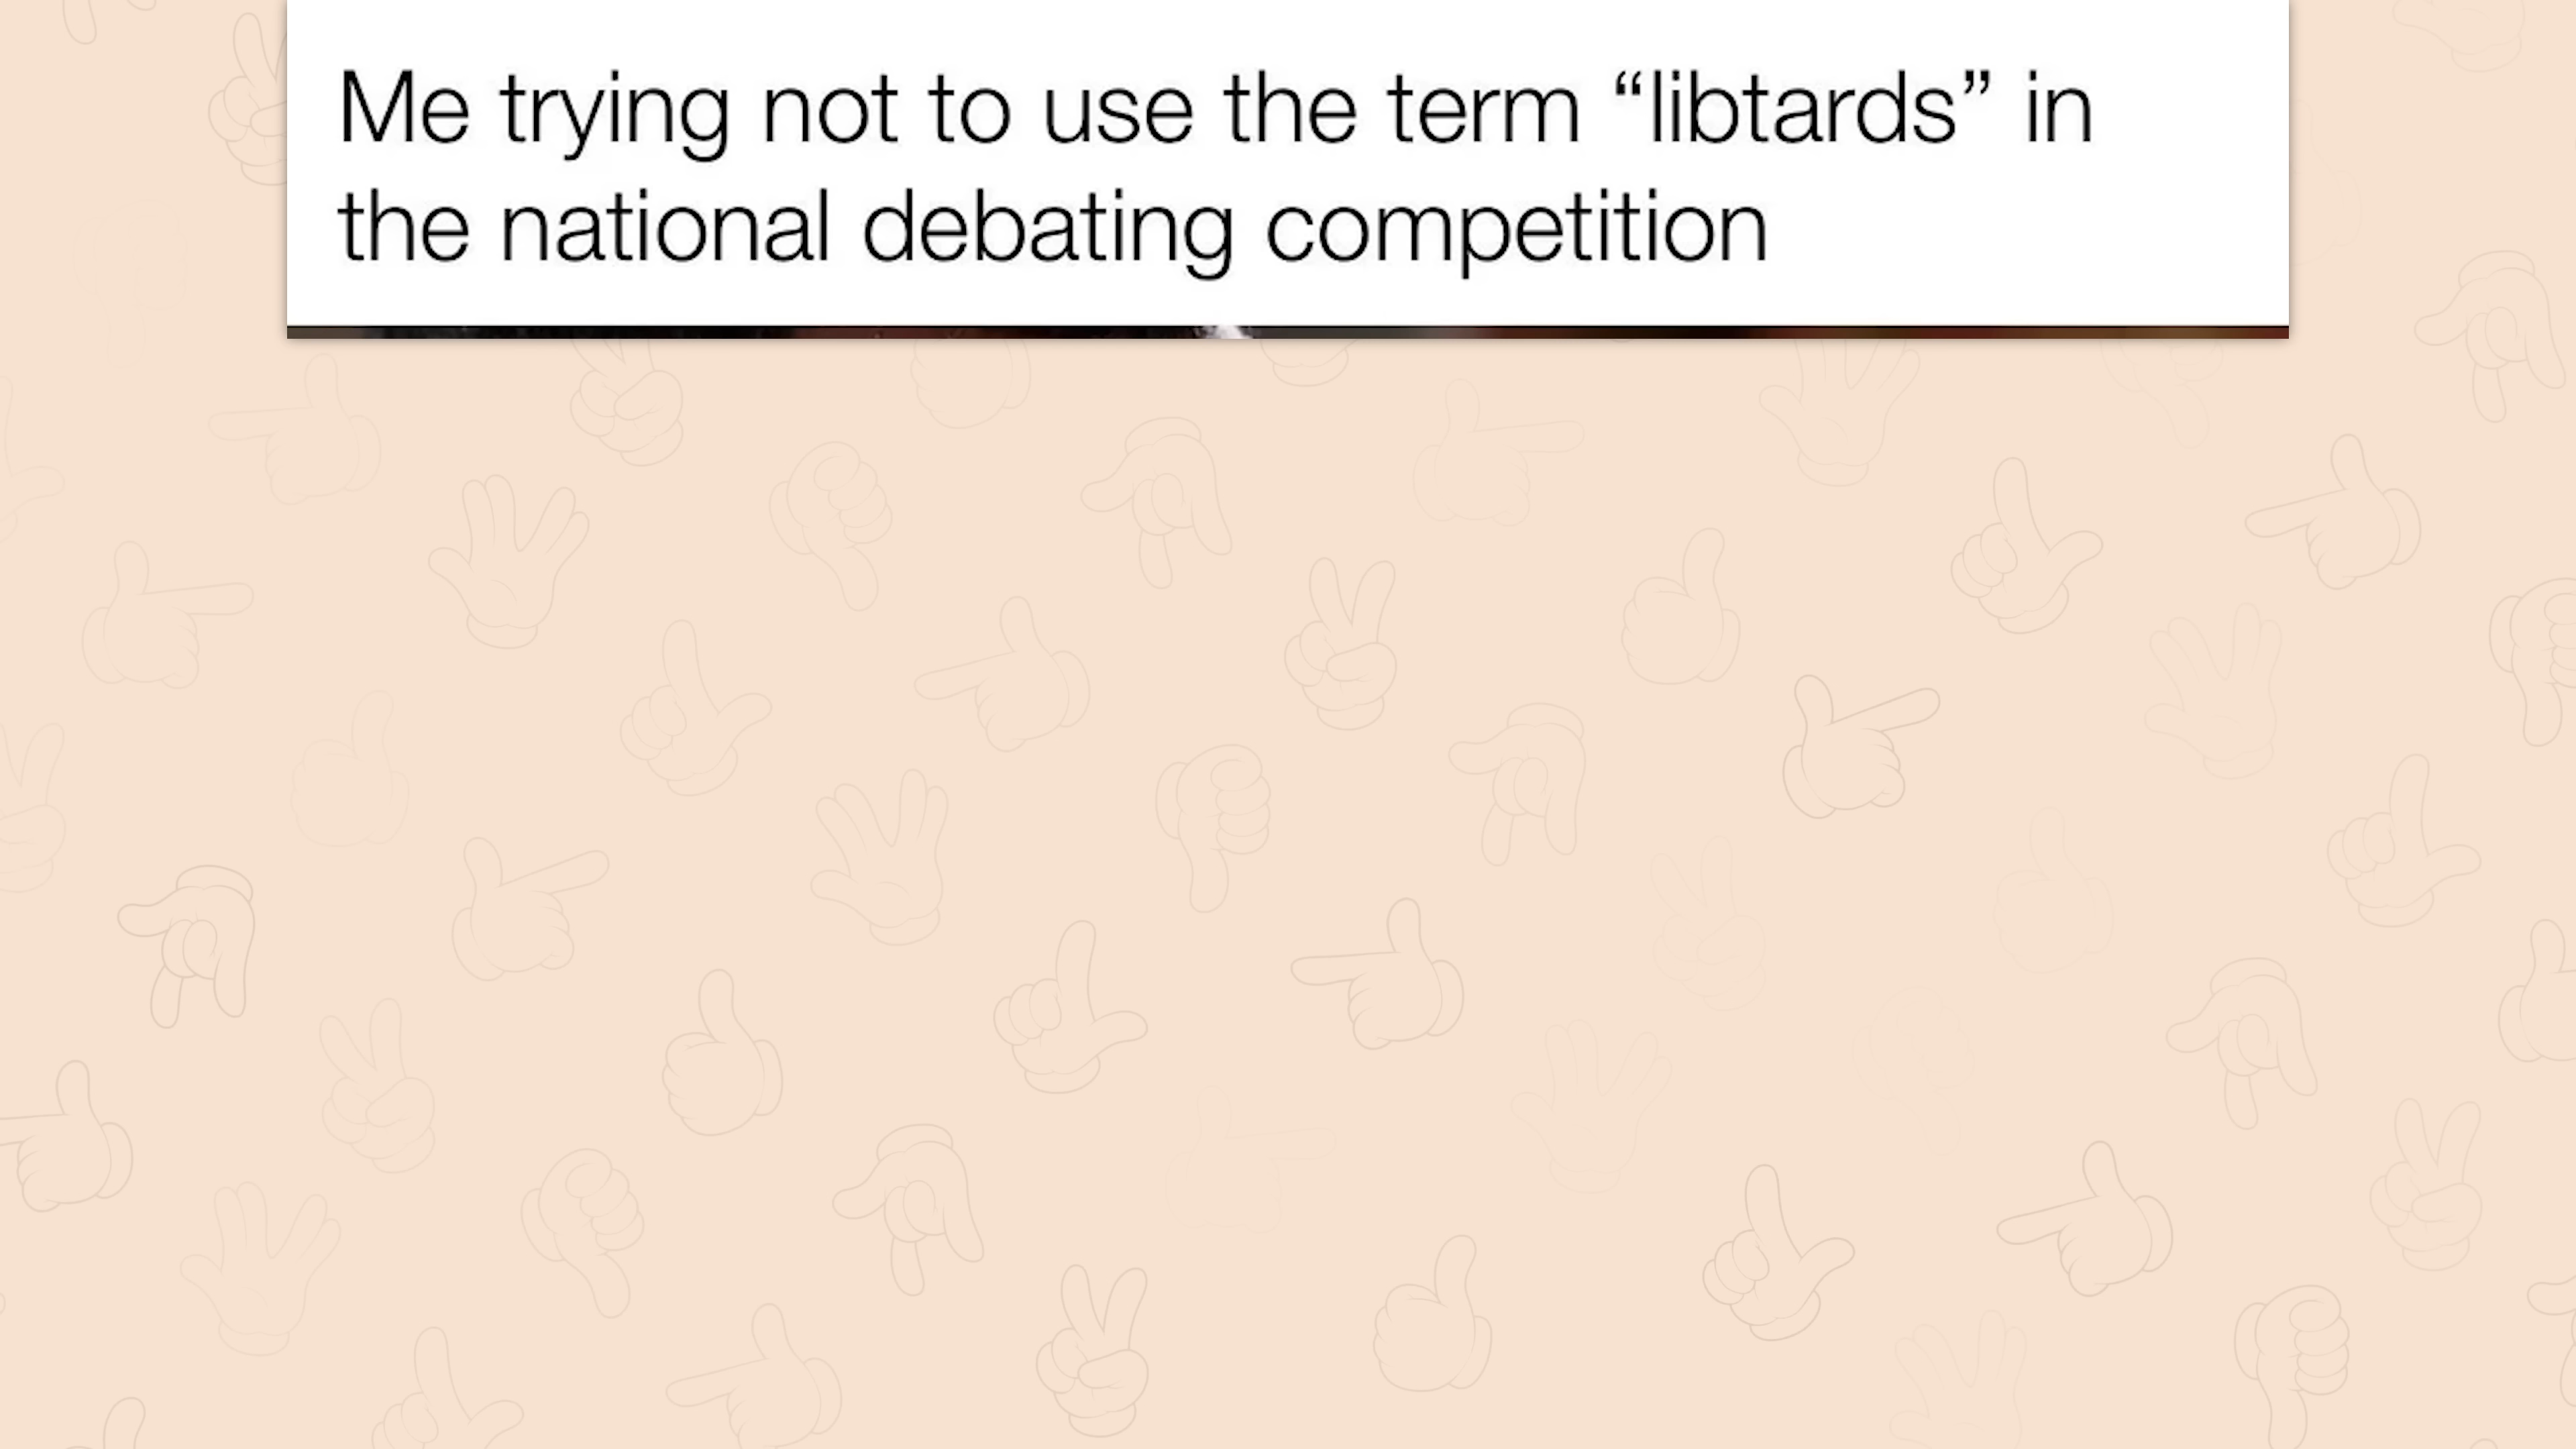 Me trying not to use the term “libtards” in
the national debating competition